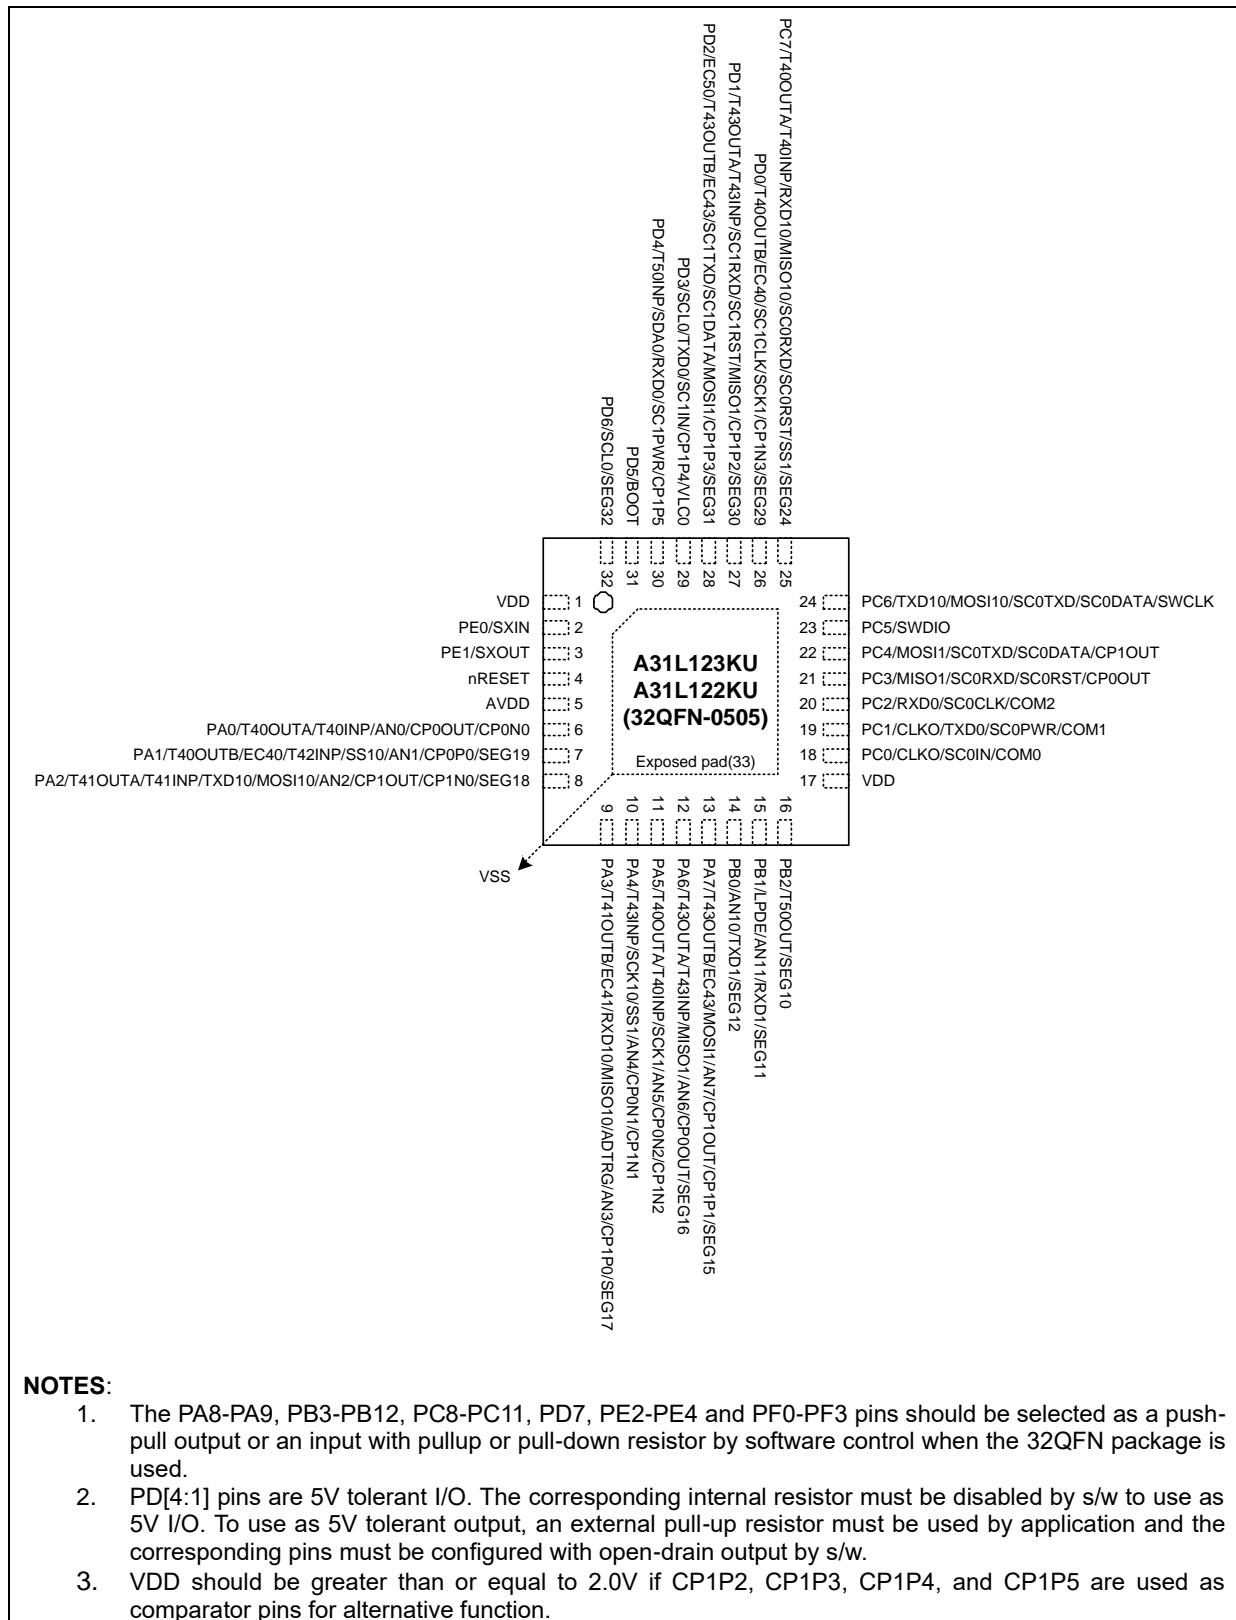 PD6/SCL0/SEG32
PD5/BOOT
PD4/T50INP/SDA0/RXD0/SC1PWR/CP1P5
PD3/SCL0/TXD0/SC1IN/CP1P4/VLC0
PD2/EC50/T43OUTB/EC43/SC1TXD/SC1DATA/MOSI1/CP1P3/SEG31
PD1/T43OUTA/T43INP/SC1RXD/SC1RST/MISO1/CP1P2/SEG30
PD0/T40OUTB/EC40/SC1CLK/SCK1/CP1N3/SEG29
PC7/T40OUTA/T40INP/RXD10/MISO10/SC0RXD/SC0RST/SS1/SEG24
32 31 30 29 28 27 26 25
VDD 1
PE0/SXIN 2
PE1/SXOUT 3
nRESET 4
AVDD 5
PA0/T40OUTA/T40INP/AN0/CP0OUT/CP0N0 6
PA1/T40OUTB/EC40/T42INP/SS10/AN1/CP0P0/SEG19 7
PA2/T41OUTA/T41INP/TXD10/MOSI10/AN2/CP1OUT/CP1N0/SEG18 8
A31L123KU
A31L122KU
(32QFN-0505)
Exposed pad(33)
24 PC6/TXD10/MOSI10/SC0TXD/SC0DATA/SWCLK
23 PC5/SWDIO
22 PC4/MOSI1/SC0TXD/SC0DATA/CP1OUT
21 PC3/MISO1/SC0RXD/SC0RST/CP0OUT
20 PC2/RXD0/SC0CLK/COM2
19 PC1/CLKO/TXD0/SC0PWR/COM1
18 PC0/CLKO/SC0IN/COM0
17 VDD
9 10 11 12 13 14 15 16
VSS
PA3/T41OUTB/EC41/RXD10/MISO10/ADTRG/AN3/CP1P0/SEG17
PA4/T43INP/SCK10/SS1/AN4/CP0N1/CP1N1
PA5/T40OUTA/T40INP/SCK1/AN5/CP0N2/CP1N2
PA6/T43OUTA/T43INP/MISO1/AN6/CP0OUT/SEG16
PA7/T43OUTB/EC43/MOSI1/AN7/CP1OUT/CP1P1/SEG15
PB0/AN10/TXD1/SEG12
PB1/LPDE/AN11/RXD1/SEG11
PB2/T50OUT/SEG10
NOTES:
1. The PA8-PA9, PB3-PB12, PC8-PC11, PD7, PE2-PE4 and PF0-PF3 pins should be selected as a push-
pull output or an input with pullup or pull-down resistor by software control when the 32QFN package is
used.
2. PD[4:1] pins are 5V tolerant I/O. The corresponding internal resistor must be disabled by s/w to use as
5V I/O. To use as 5V tolerant output, an external pull-up resistor must be used by application and the
corresponding pins must be configured with open-drain output by s/w.
3. VDD should be greater than or equal to 2.0V if CP1P2, CP1P3, CP1P4, and CP1P5 are used as
comparator pins for alternative function.